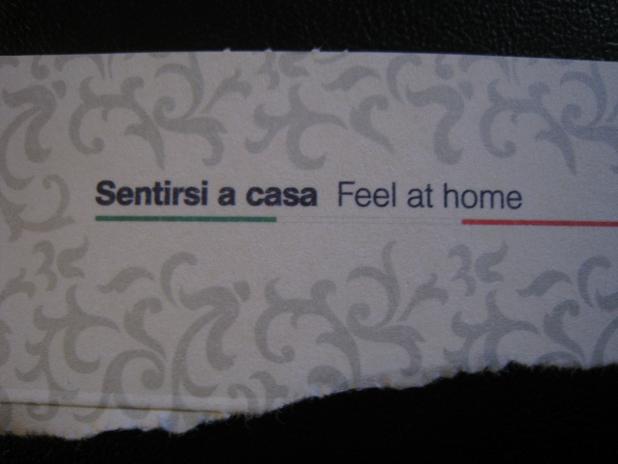 Sentirsi a casa Feel at home